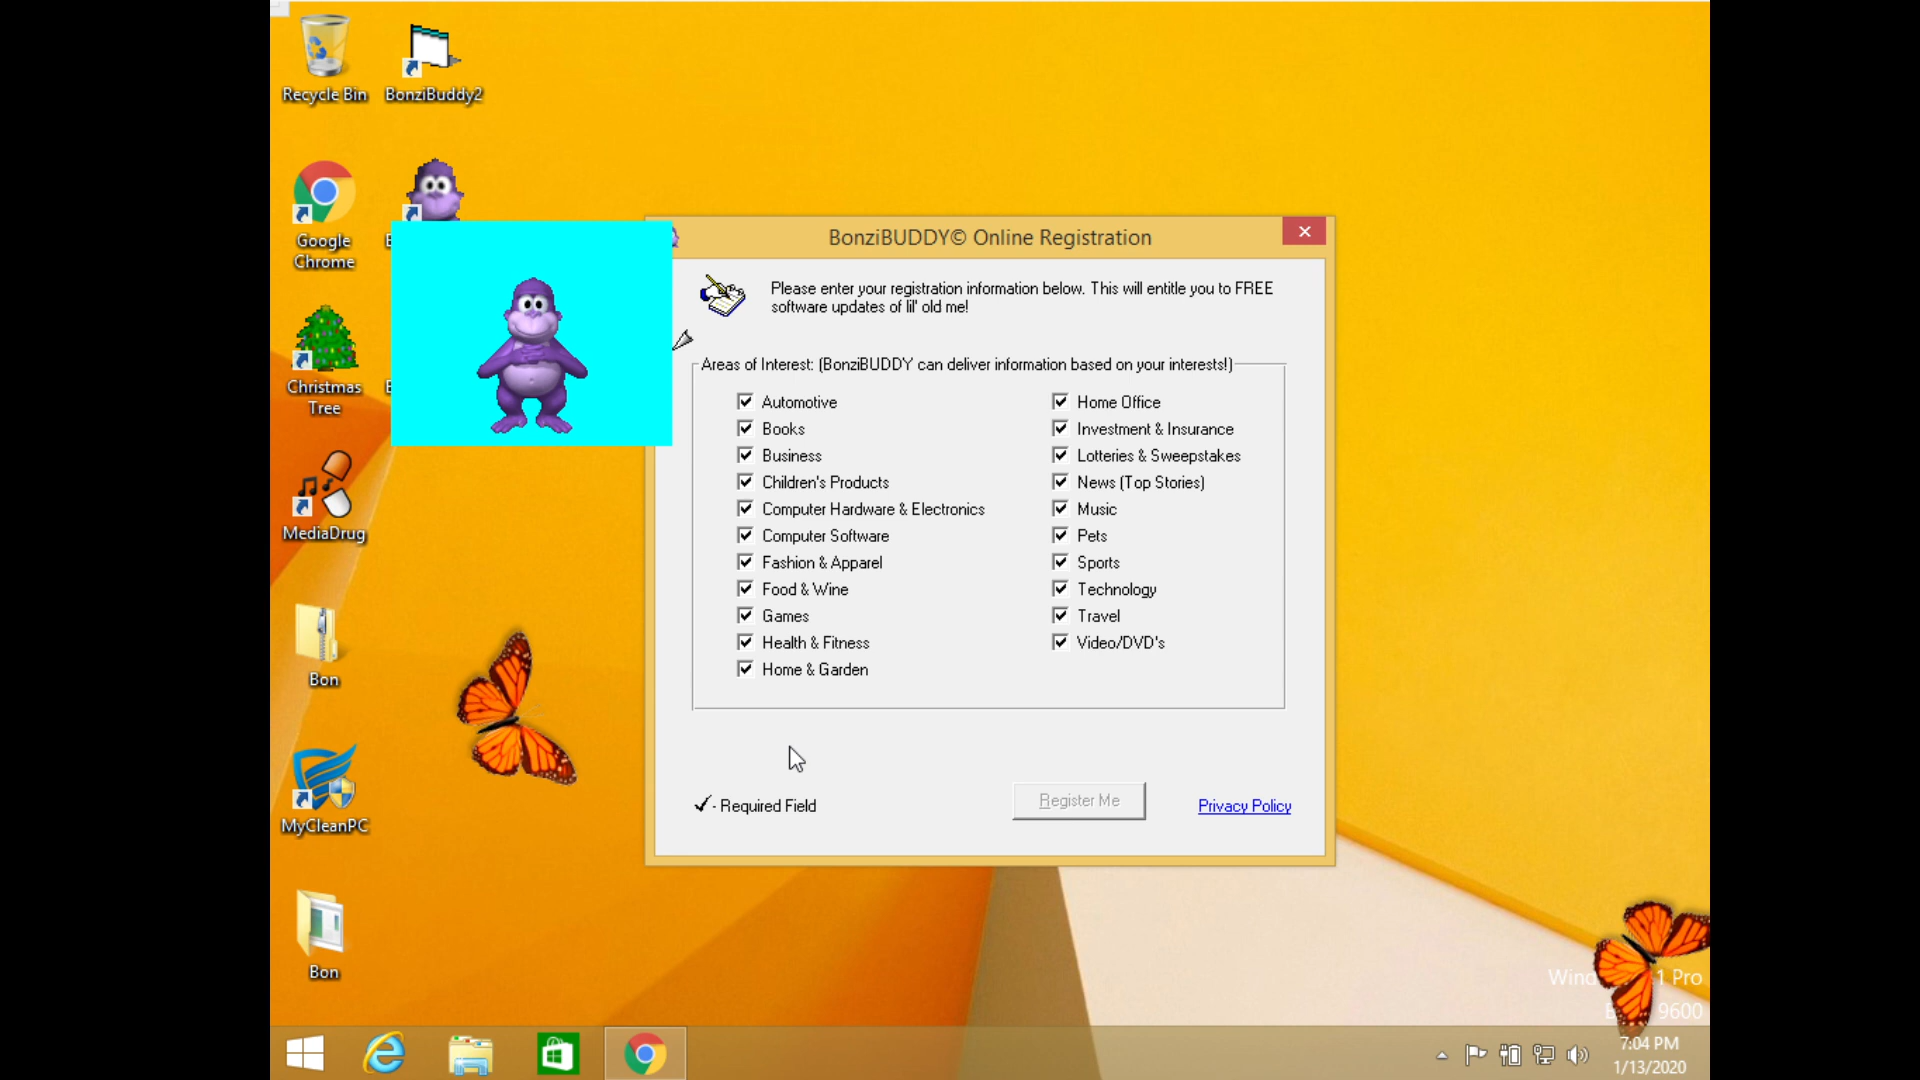 Recycle Bin
BonziBuddy2
Google
Chrome
Christmas
Tree
MediaDrug
Bon
MyCleanPC
Bon
BonziBUDDY© Online Registration
Please enter your registration information below. This will entitle you to FREE
software updates of lil' old me!
Areas of Interest: (BonziBUDDY can deliver information based on your interests!)
Automotive
Books
Business
Children's Products
Computer Hardware & Electronics
Computer Software
Fashion & Apparel
Food & Wine
Games
Health & Fitness
Home & Garden
Home Office
Investment & Insurance
Lotteries & Sweepstakes
News (Top Stories)
Music
Pets
Sports
Technology
Travel
Video/DVD's
- Required Field
Register Me
Privacy Policy
1 Pro
9600
7:04 PM
1/13/2020